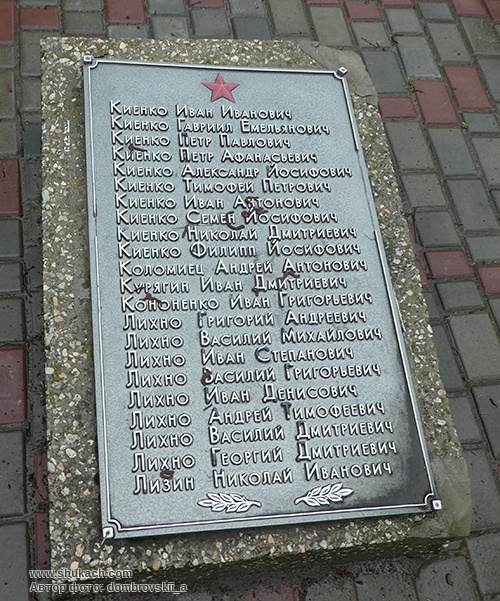 Киенко Иван Иванович
Киенко Гавриил Емельянович
Киенко Петр Павлович
Киенко Петр Афанасьевич
Киенко Александр Йосифович
Киенко Тимофей Петрович
Киенко Иван Антонович
Киенко Семен Йосифович
Киенко Николай Дмитриевич
Киенко Филипп Йосифович
Коломиец Андрей Антонович
Курягин Иван Дмитриевич
Кононенко Иван Григорьевич
Лихно Григорий Андреевич
Лихно Василий Михайлович
Лихно Иван Степанович
Лихно Василий Григорьевич
Лихно Иван Денисович
Лихно Андрей Тимофеевич
Лихно Василий Дмитриевич
Лихно Георгий Дмитриевич
Лизин Николай Иванович
www.shukach.com
Автор фото: dombrovskii_a